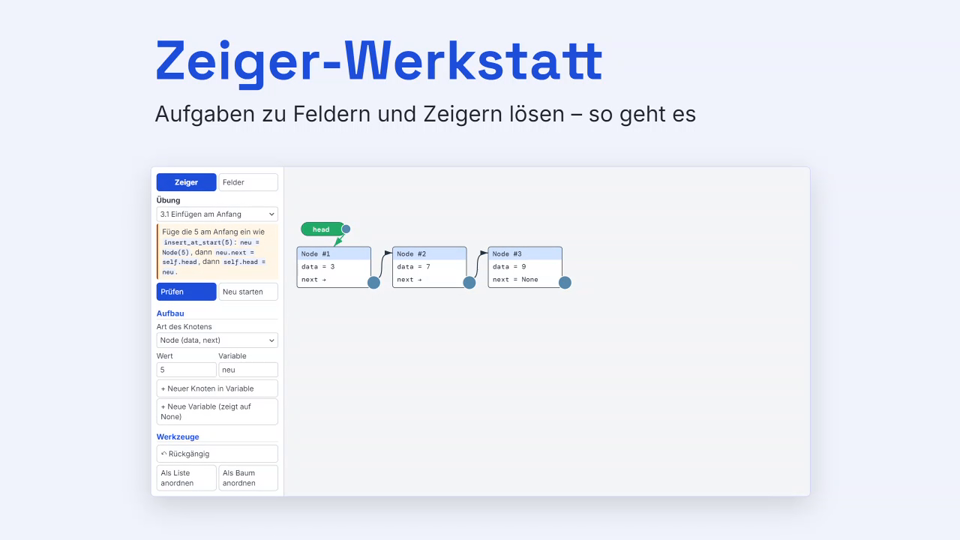 Zeiger-Werkstatt
Aufgaben zu Feldern und Zeigern lösen – so geht es
Zeiger
Felder
Übung
3.1 Einfügen am Anfang
Füge die 5 am Anfang ein wie
insert_at_start(5): neu =
Node(5), dann neu.next =
self.head, dann self.head =
neu.
Prüfen
Neu starten
Aufbau
Art des Knotens
Node (data, next)
Wert
Variable
5
neu
+ Neuer Knoten in Variable
+ Neue Variable (zeigt auf
None)
Werkzeuge
↶ Rückgängig
Als Liste
anordnen
Als Baum
anordnen
head
Node #1
data = 3
next →
Node #2
data = 7
next →
Node #3
data = 9
next = None